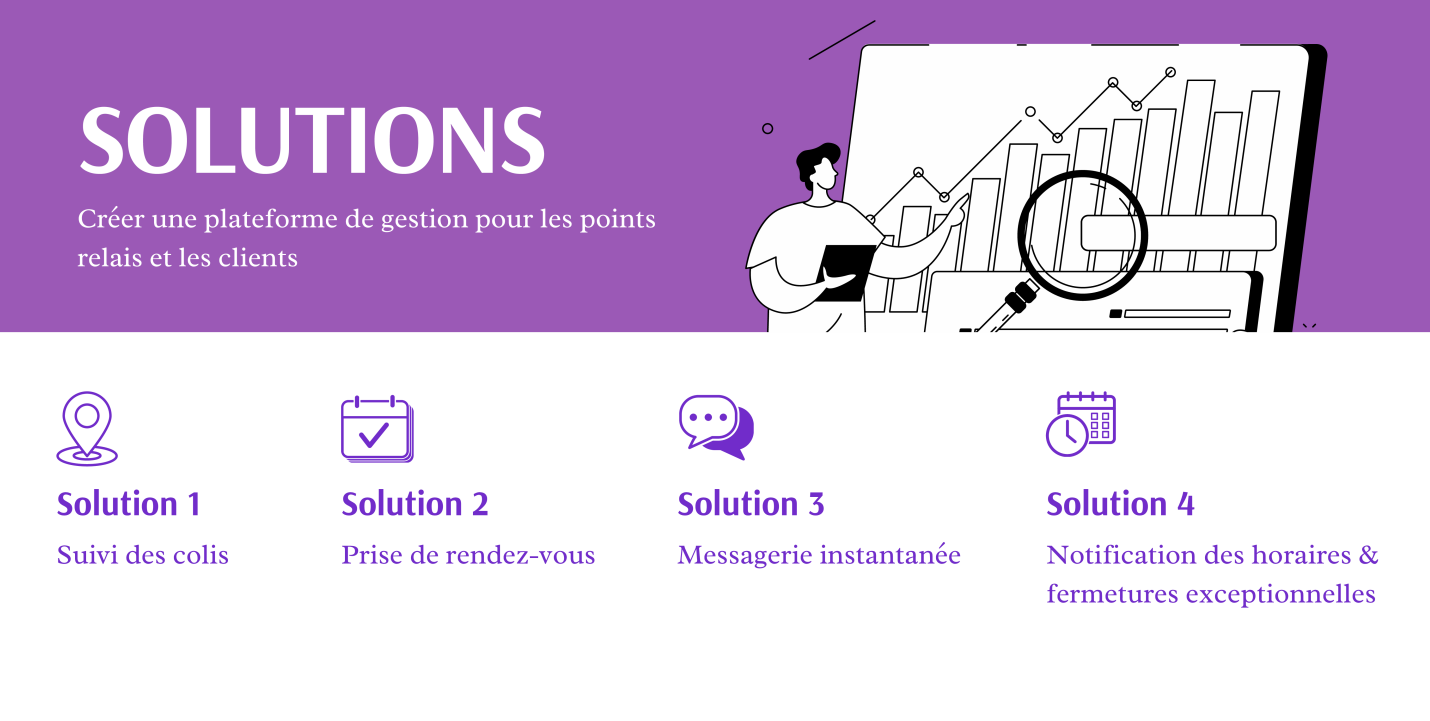 SOLUTIONS
Créer une plateforme de gestion pour les points
relais et les clients
Solution 1
Suivi des colis
Solution 2
Prise de rendez-vous
Solution 3
Messagerie instantanée
Solution 4
Notification des horaires &
fermetures exceptionnelles